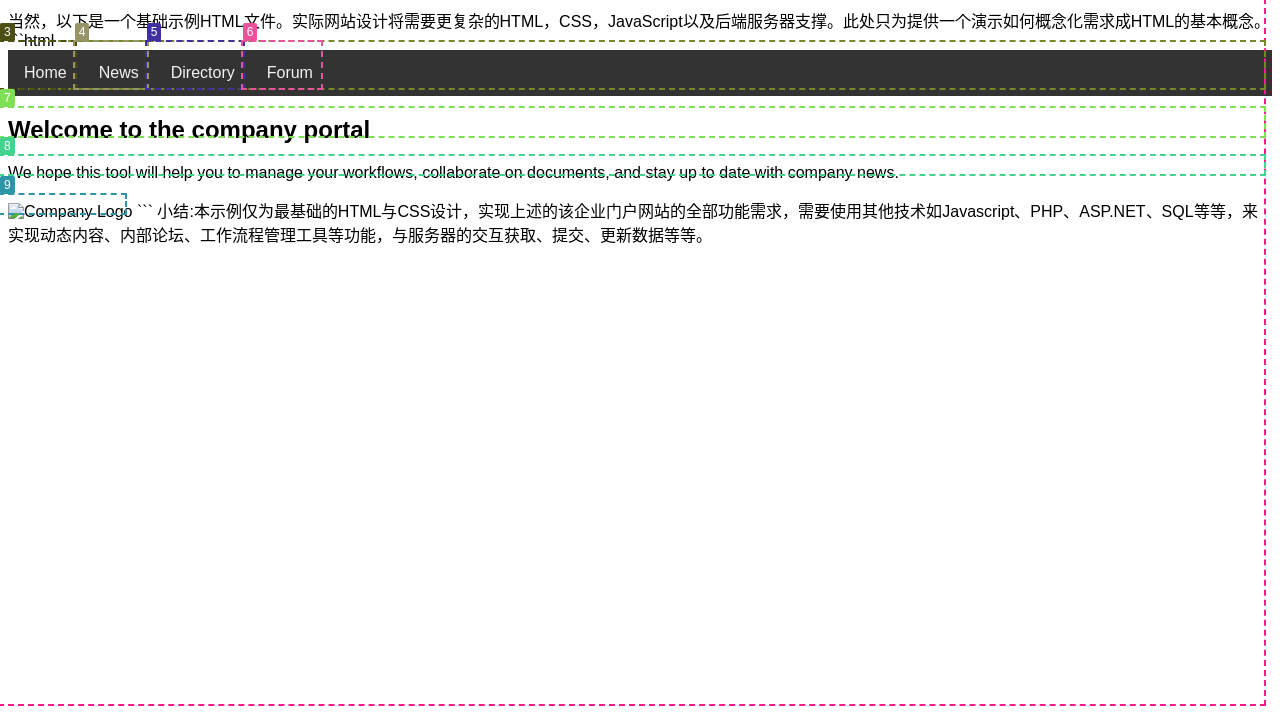 当然，以下是一个基础示例HTML文件。实际网站设计将需要更复杂的HTML，CSS，JavaScript以及后端服务器支撑。此处只为提供一个演示如何概念化需求成HTML的基本概念。
```html
3 4 5 6
Home News Directory Forum
7
Welcome to the company portal
8
We hope this tool will help you to manage your workflows, collaborate on documents, and stay up to date with company news.
9
Company Logo ``` 小结:本示例仅为最基础的HTML与CSS设计，实现上述的该企业门户网站的全部功能需求，需要使用其他技术如Javascript、PHP、ASP.NET、SQL等等，来
实现动态内容、内部论坛、工作流程管理工具等功能，与服务器的交互获取、提交、更新数据等等。